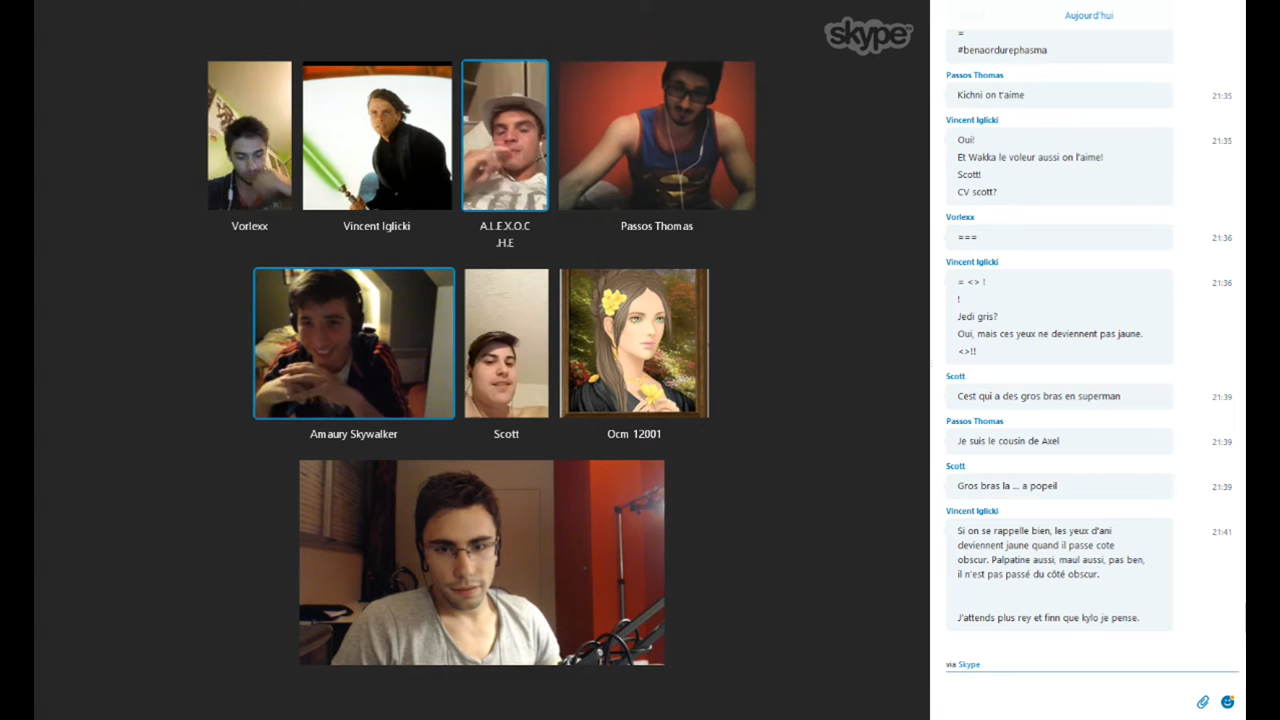 skype
Vorlexx
Vincent Iglicki
A.L.E.X.O.C
.H.E
Passos Thomas
Amaury Skywalker
Scott
Ocm 12001
Aujourd'hui
=
#benaordurephasma
Passos Thomas
Kichni on t'aime
21:35
Vincent Iglicki
Oui!
21:35
Et Wakka le voleur aussi on l'aime!
Scott!
CV scott?
Vorlexx
===
21:36
Vincent Iglicki
= <> !
21:36
!
Jedi gris?
Oui, mais ces yeux ne deviennent pas jaune.
<>!!
Scott
Cest qui a des gros bras en superman
21:39
Passos Thomas
Je suis le cousin de Axel
21:39
Scott
Gros bras la ... a popeil
21:39
Vincent Iglicki
Si on se rappelle bien, les yeux d'ani
21:41
deviennent jaune quand il passe cote
obscur. Palpatine aussi, maul aussi, pas ben,
il n'est pas passé du côté obscur.
J'attends plus rey et finn que kylo je pense.
via Skype